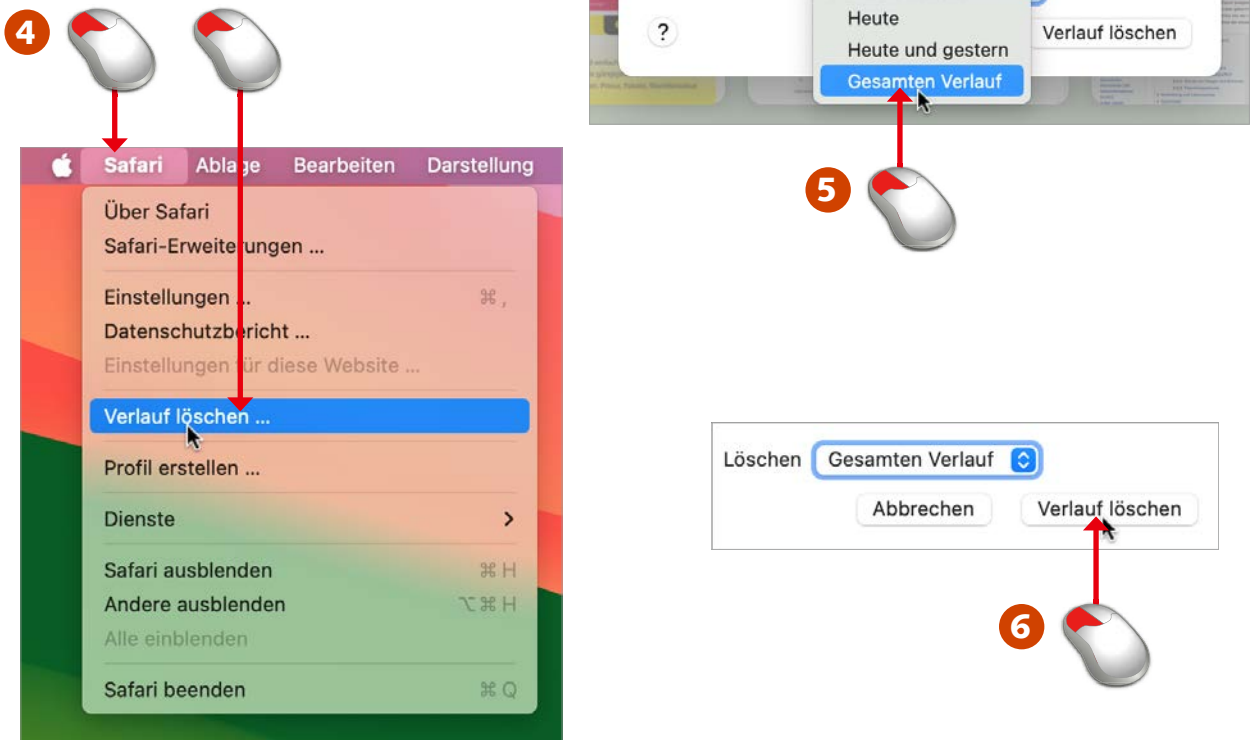 4
Safari Ablage Bearbeiten Darstellung
Über Safari
Safari-Erweiterungen ...
Einstellungen ... ⌘ ,
Datenschutzbericht ...
Einstellungen für diese Website ...
Verlauf löschen ...
Profil erstellen ...
Dienste
Safari ausblenden ⌘ H
Andere ausblenden ⌥ ⌘ H
Alle einblenden
Safari beenden ⌘ Q
?
Heute
Heute und gestern
Gesamten Verlauf
Verlauf löschen
5
Löschen Gesamten Verlauf
Abbrechen Verlauf löschen
6